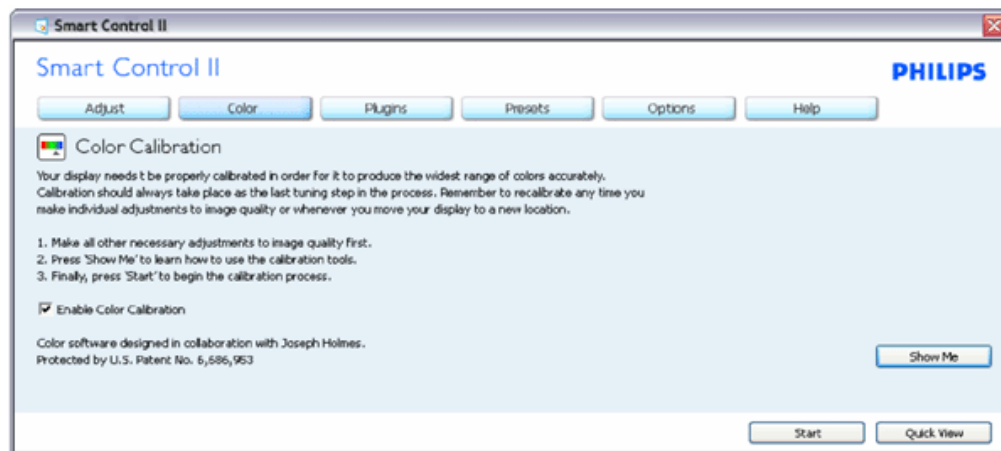 Smart Control II
Smart Control II
PHILIPS
Adjust
Color
Plugins
Presets
Options
Help
Color Calibration
Your display needs t be properly calibrated in order for it to produce the widest range of colors accurately.
Calibration should always take place as the last tuning step in the process. Remember to recalibrate any time you
make individual adjustments to image quality or whenever you move your display to a new location.
1. Make all other necessary adjustments to image quality first.
2. Press 'Show Me' to learn how to use the calibration tools.
3. Finally, press 'Start' to begin the calibration process.
Enable Color Calibration
Color software designed in collaboration with Joseph Holmes.
Protected by U.S. Patent No. 6,686,953
Show Me
Start
Quick View